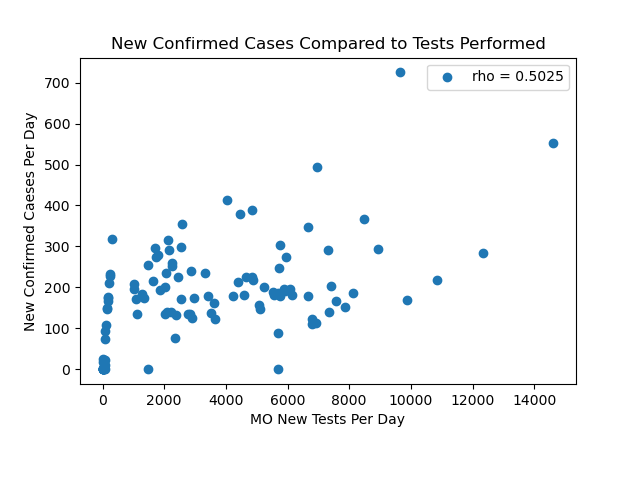 New Confirmed Cases Compared to Tests Performed
rho = 0.5025
700
600
500
400
300
200
100
0
New Confirmed Caeses Per Day
0 2000 4000 6000 8000 10000 12000 14000
MO New Tests Per Day